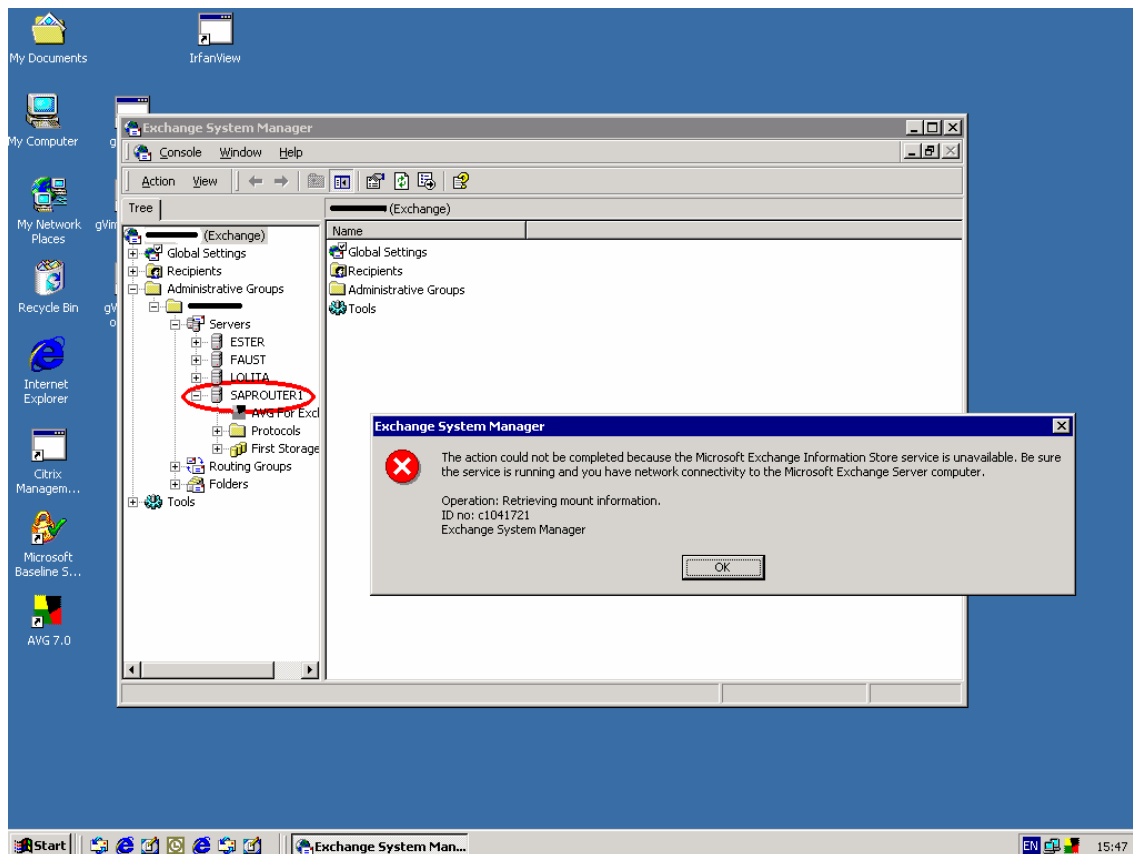 My Documents
IrfanView
My Computer
My Network
Places
gVim
Recycle Bin
Internet
Explorer
Citrix
Managem...
Microsoft
Baseline S...
AVG 7.0
Exchange System Manager
Console Window Help
Action View
Tree
(Exchange)
(Exchange)
Global Settings
Recipients
Administrative Groups
Servers
ESTER
FAUST
LOLITA
SAPROUTER1
AVG For Excl
Protocols
First Storage
Routing Groups
Folders
Tools
Name
Global Settings
Recipients
Administrative Groups
Tools
Exchange System Manager
The action could not be completed because the Microsoft Exchange Information Store service is unavailable. Be sure
the service is running and you have network connectivity to the Microsoft Exchange Server computer.
Operation: Retrieving mount information.
ID no: c1041721
Exchange System Manager
OK
Start
Exchange System Man...
EN
15:47